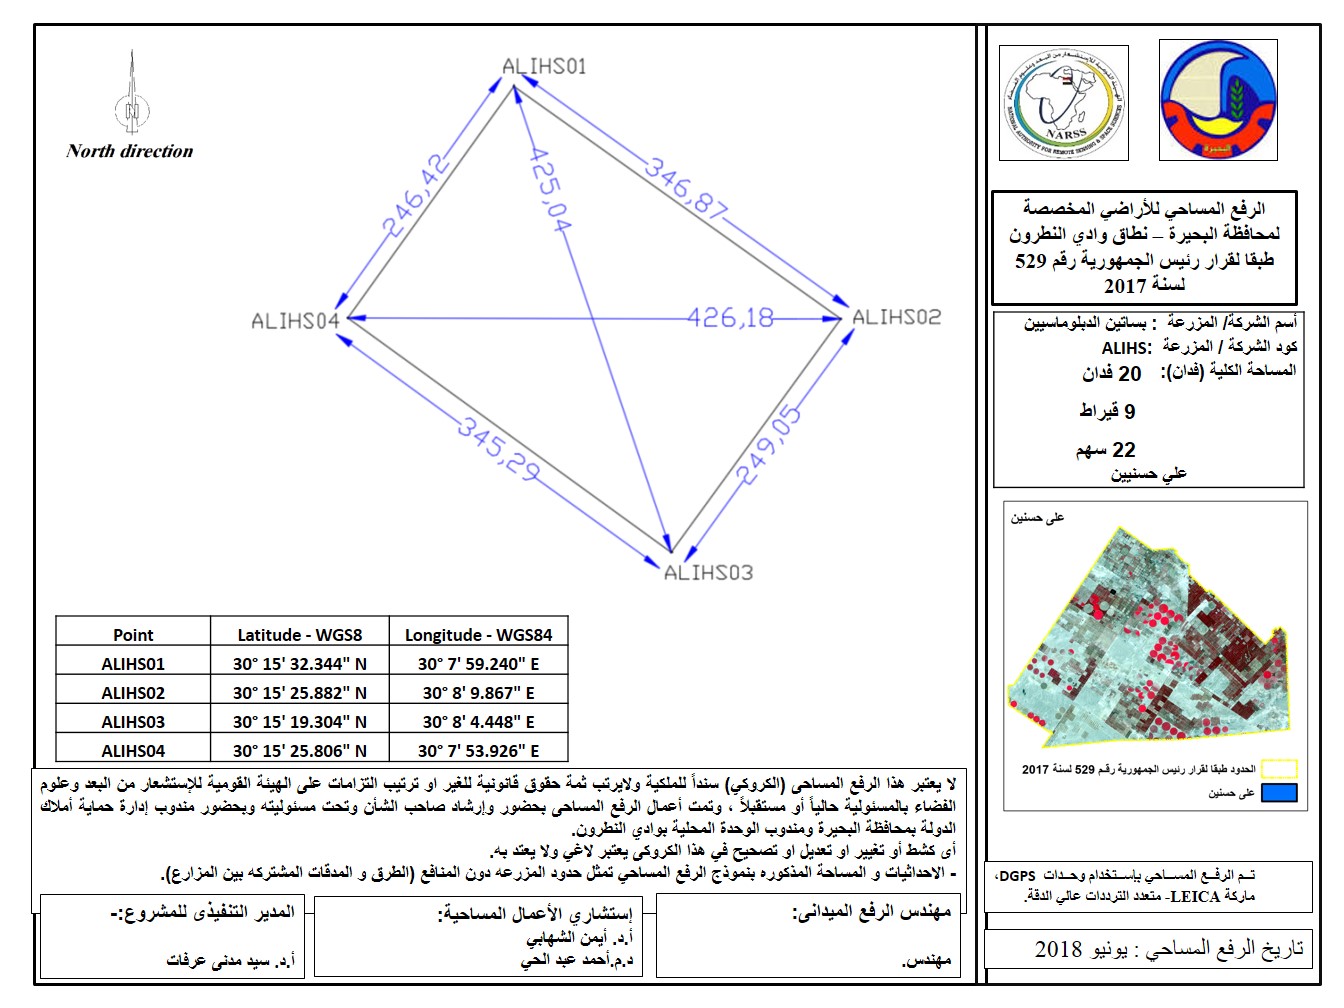 ALIHS01
246,42
425,04
346,87
North direction
N
ALIHS04
426,18
ALIHS02
345,29
249,05
ALIHS03
Point Latitude - WGS8 Longitude - WGS84
ALIHS01 30° 15' 32.344" N 30° 7' 59.240" E
ALIHS02 30° 15' 25.882" N 30° 8' 9.867" E
ALIHS03 30° 15' 19.304" N 30° 8' 4.448" E
ALIHS04 30° 15' 25.806" N 30° 7' 53.926" E
لا يعتبر هذا الرفع المساحى (الكروكي) سنداً للملكية ولايرتب ثمة حقوق قانونية للغير او ترتيب التزامات على الهيئة القومية للإستشعار من البعد وعلوم
الفضاء بالمسئولية حالياً أو مستقبلاً ، وتمت أعمال الرفع المساحى بحضور وإرشاد صاحب الشأن وتحت مسئوليته وبحضور مندوب إدارة حماية أملاك
الدولة بمحافظة البحيرة ومندوب الوحدة المحلية بوادي النطرون.
أى كشط أو تغيير او تعديل او تصحيح في هذا الكروكى يعتبر لاغي ولا يعتد به.
- الاحداثيات و المساحة المذكوره بنموذج الرفع المساحي تمثل حدود المزرعه دون المنافع (الطرق و المدقات المشتركه بين المزارع).
مهندس الرفع الميدانى:
مهندس.
إستشاري الأعمال المساحية:
أ.د. أيمن الشهابي
د.م.أحمد عبد الحي
المدير التنفيذى للمشروع:-
أ.د. سيد مدنى عرفات
NARSS
NATIONAL AUTHORITY FOR REMOTE SENSING & SPACE SCIENCES
البحيرة
الرفع المساحي للأراضي المخصصة
لمحافظة البحيرة – نطاق وادي النطرون
طبقا لقرار رئيس الجمهورية رقم 529
لسنة 2017
أسم الشركة/ المزرعة : بساتين الدبلوماسيين
كود الشركة / المزرعة :ALIHS
المساحة الكلية (فدان): 20 فدان
9 قيراط
22 سهم
علي حسنيين
على حسنين
الحدود طبقا لقرار رئيس الجمهورية رقم 529 لسنة 2017
على حسنين
تـم الرفـع المسـاحي بإسـتخدام وحـدات DGPS،
ماركة LEICA- متعدد الترددات عالي الدقة.
تاريخ الرفع المساحي : يونيو 2018